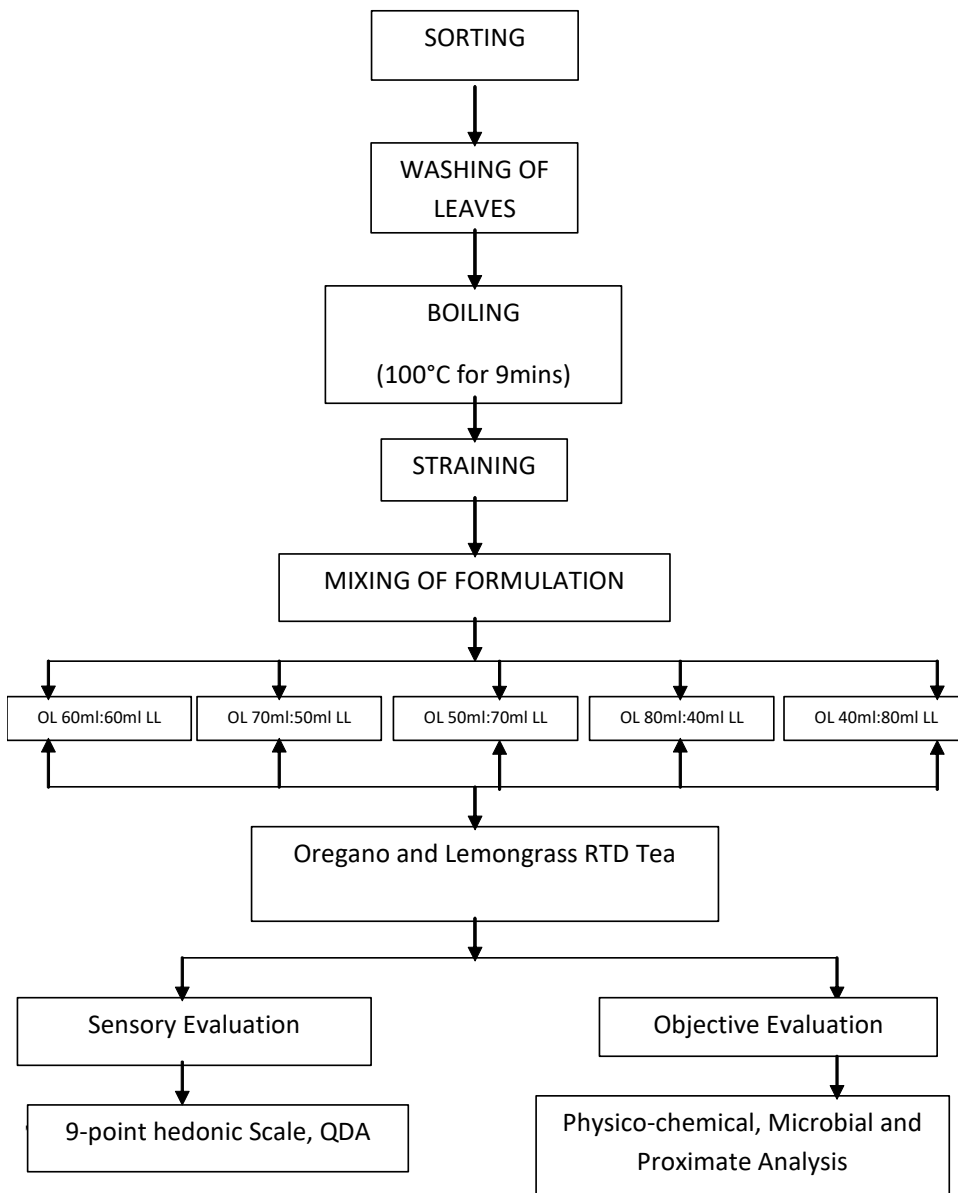 SORTING
WASHING OF
LEAVES
BOILING
(100°C for 9mins)
STRAINING
MIXING OF FORMULATION
OL 60ml:60ml LL
OL 70ml:50ml LL
OL 50ml:70ml LL
OL 80ml:40ml LL
OL 40ml:80ml LL
Oregano and Lemongrass RTD Tea
Sensory Evaluation
Objective Evaluation
9-point hedonic Scale, QDA
Physico-chemical, Microbial and
Proximate Analysis